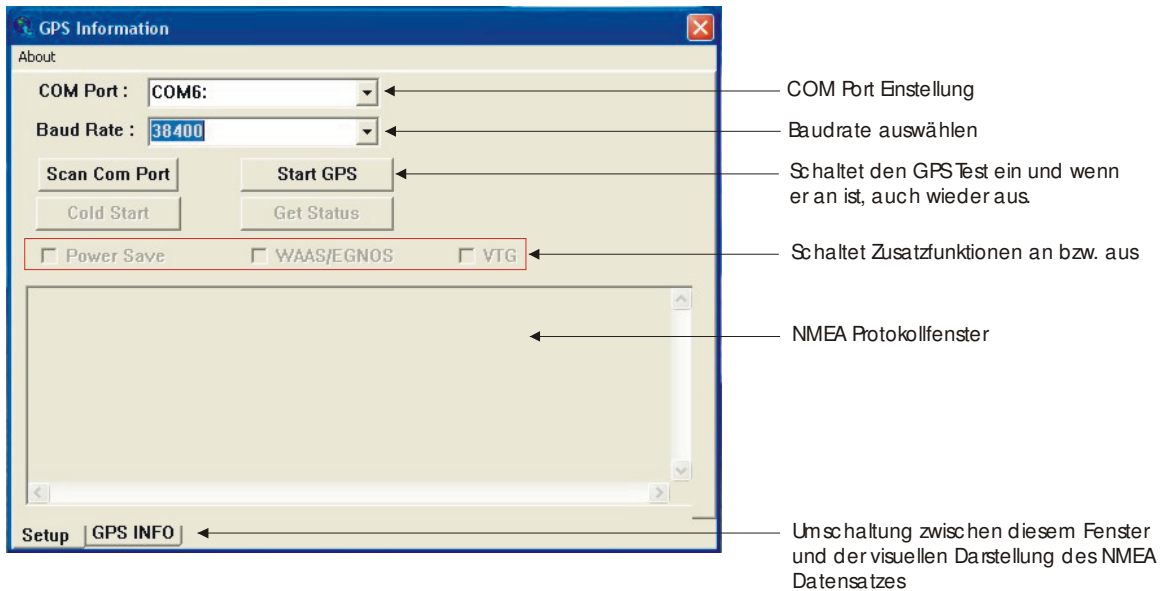 GPS Information
About
COM Port :
COM6:
COM Port Einstellung
Baud Rate :
38400
Baudrate auswählen
Scan Com Port
Start GPS
Schaltet den GPS Test ein und wenn
er an ist, auch wieder aus.
Cold Start
Get Status
Power Save
WAAS/EGNOS
VTG
Schaltet Zusatzfunktionen an bzw. aus
NMEA Protokollfenster
Setup
GPS INFO
Umschaltung zwischen diesem Fenster
und der visuellen Darstellung des NMEA
Datensatzes